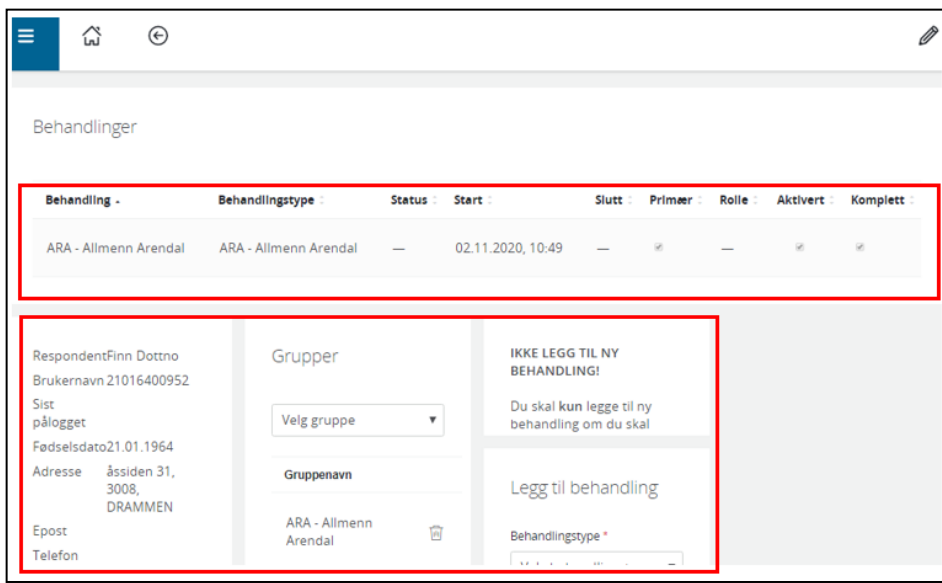 Behandlinger
Behandling Behandlingstype Status Start Slutt Primær Rolle Aktivert Komplett
ARA - Allmenn Arendal ARA - Allmenn Arendal — 02.11.2020, 10:49 — —
RespondentFinn Dottno
Brukernavn 21016400952
Sist
pålogget
Fødselsdato21.01.1964
Adresse åssiden 31,
3008,
DRAMMEN
Epost
Telefon
Grupper
Velg gruppe
Gruppenavn
ARA - Allmenn
Arendal
IKKE LEGG TIL NY
BEHANDLING!
Du skal kun legge til ny
behandling om du skal
Legg til behandling
Behandlingstype *